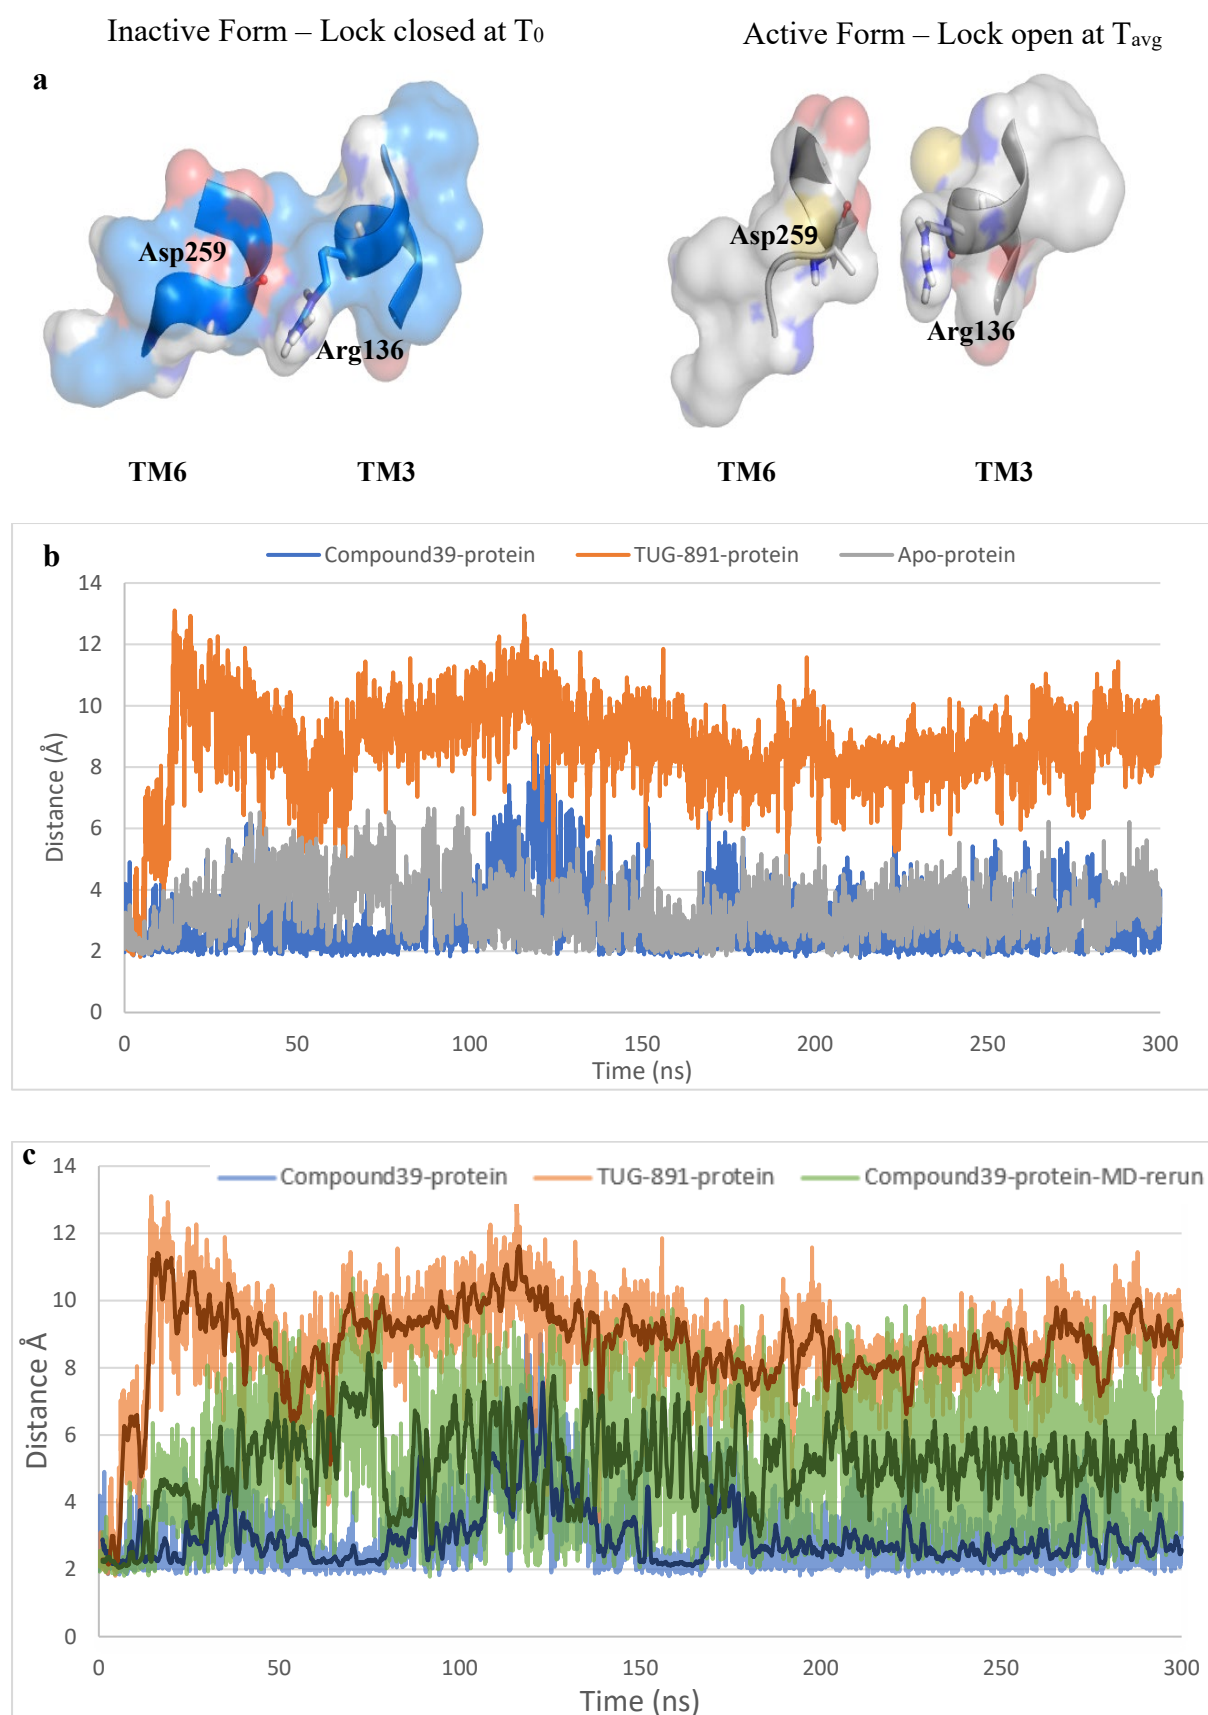 Inactive Form – Lock closed at T0
Active Form – Lock open at Tavg
a
Asp259
Arg136
Asp259
Arg136
TM6
TM3
TM6
TM3
b
Compound39-protein
TUG-891-protein
Apo-protein
14
12
10
8
6
4
2
0
Distance (Å)
0
50
100
150
200
250
300
Time (ns)
c
Compound39-protein
TUG-891-protein
Compound39-protein-MD-rerun
14
12
10
8
6
4
2
0
Distance Å
0
50
100
150
200
250
300
Time (ns)